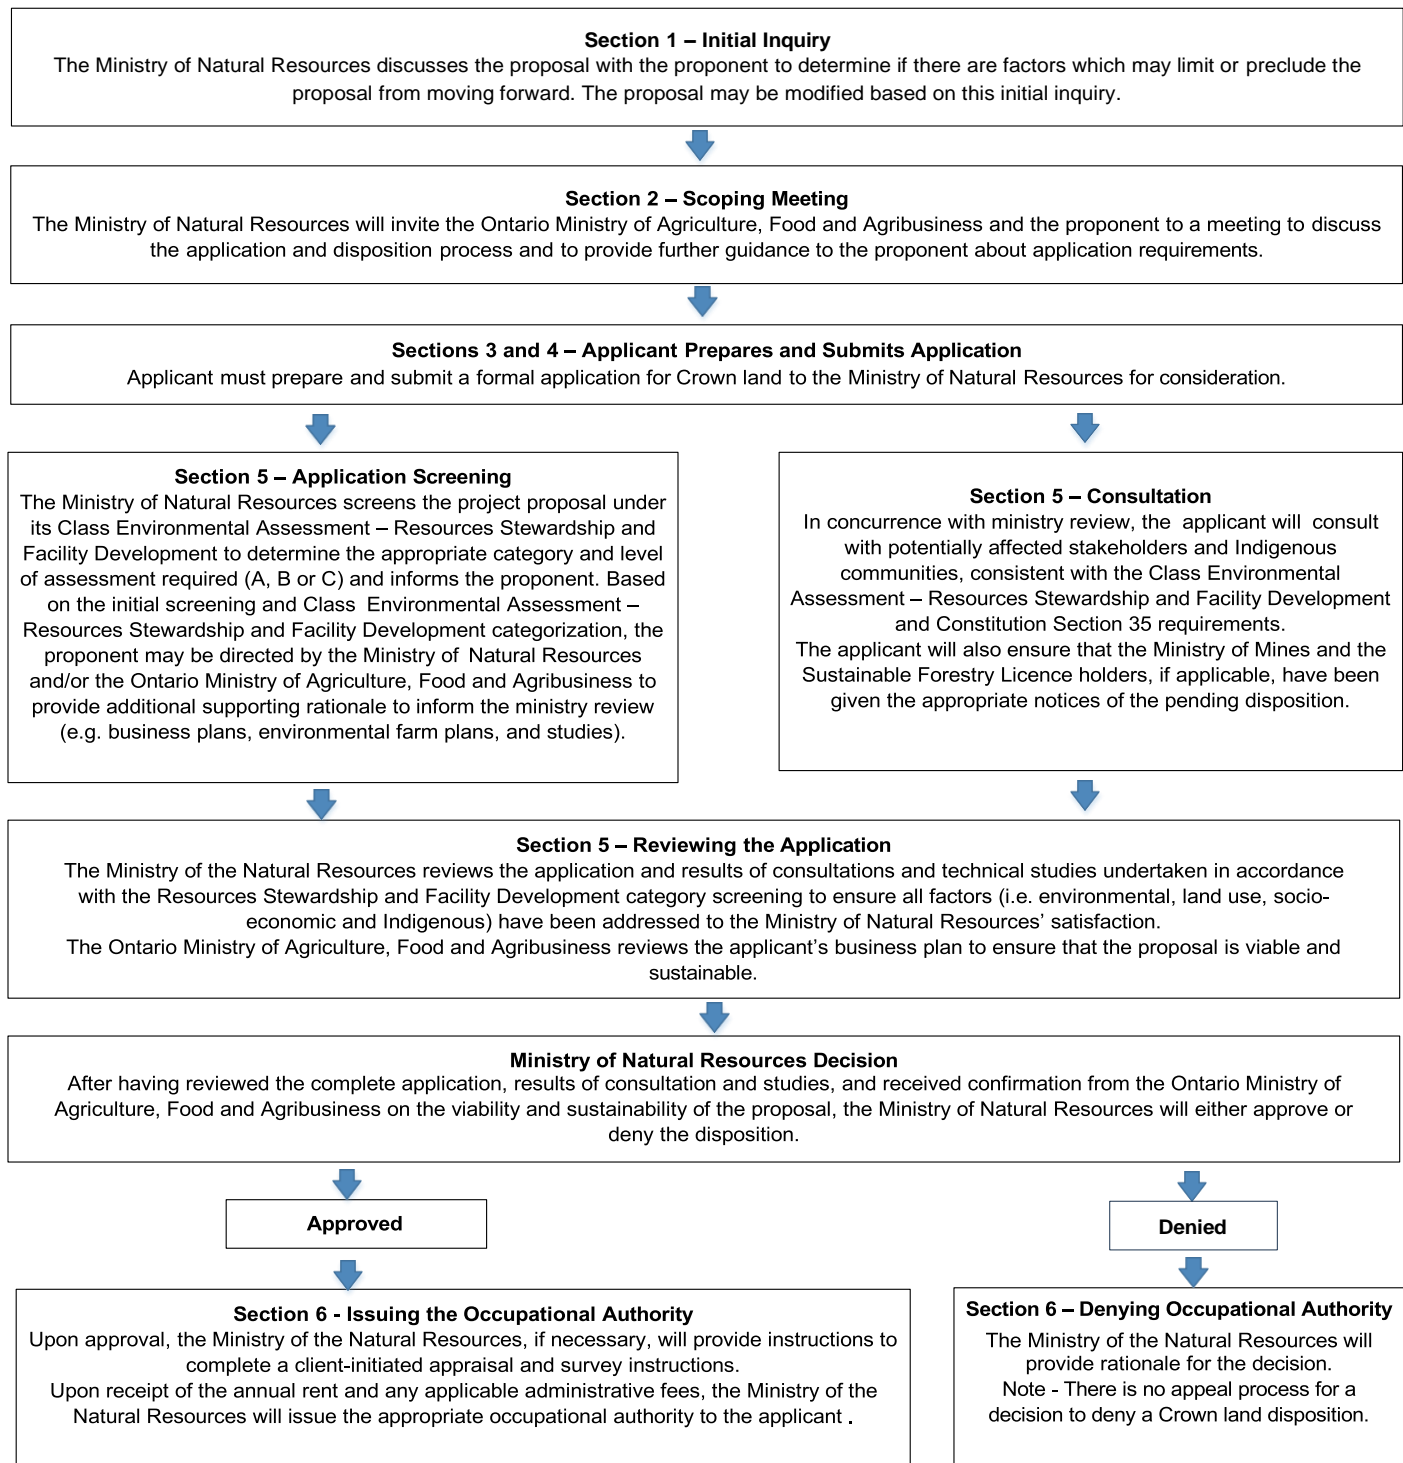 Section 1 – Initial Inquiry
The Ministry of Natural Resources discusses the proposal with the proponent to determine if there are factors which may limit or preclude the
proposal from moving forward. The proposal may be modified based on this initial inquiry.
Section 2 – Scoping Meeting
The Ministry of Natural Resources will invite the Ontario Ministry of Agriculture, Food and Agribusiness and the proponent to a meeting to discuss
the application and disposition process and to provide further guidance to the proponent about application requirements.
Sections 3 and 4 – Applicant Prepares and Submits Application
Applicant must prepare and submit a formal application for Crown land to the Ministry of Natural Resources for consideration.
Section 5 – Application Screening
The Ministry of Natural Resources screens the project proposal under
its Class Environmental Assessment – Resources Stewardship and
Facility Development to determine the appropriate category and level
of assessment required (A, B or C) and informs the proponent. Based
on the initial screening and Class Environmental Assessment –
Resources Stewardship and Facility Development categorization, the
proponent may be directed by the Ministry of Natural Resources
and/or the Ontario Ministry of Agriculture, Food and Agribusiness to
provide additional supporting rationale to inform the ministry review
(e.g. business plans, environmental farm plans, and studies).
Section 5 – Consultation
In concurrence with ministry review, the applicant will consult
with potentially affected stakeholders and Indigenous
communities, consistent with the Class Environmental
Assessment – Resources Stewardship and Facility Development
and Constitution Section 35 requirements.
The applicant will also ensure that the Ministry of Mines and the
Sustainable Forestry Licence holders, if applicable, have been
given the appropriate notices of the pending disposition.
Section 5 – Reviewing the Application
The Ministry of the Natural Resources reviews the application and results of consultations and technical studies undertaken in accordance
with the Resources Stewardship and Facility Development category screening to ensure all factors (i.e. environmental, land use, socio-
economic and Indigenous) have been addressed to the Ministry of Natural Resources’ satisfaction.
The Ontario Ministry of Agriculture, Food and Agribusiness reviews the applicant’s business plan to ensure that the proposal is viable and
sustainable.
Ministry of Natural Resources Decision
After having reviewed the complete application, results of consultation and studies, and received confirmation from the Ontario Ministry of
Agriculture, Food and Agribusiness on the viability and sustainability of the proposal, the Ministry of Natural Resources will either approve or
deny the disposition.
Approved
Denied
Section 6 - Issuing the Occupational Authority
Upon approval, the Ministry of the Natural Resources, if necessary, will provide instructions to
complete a client-initiated appraisal and survey instructions.
Upon receipt of the annual rent and any applicable administrative fees, the Ministry of the
Natural Resources will issue the appropriate occupational authority to the applicant .
Section 6 – Denying Occupational Authority
The Ministry of the Natural Resources will
provide rationale for the decision.
Note - There is no appeal process for a
decision to deny a Crown land disposition.